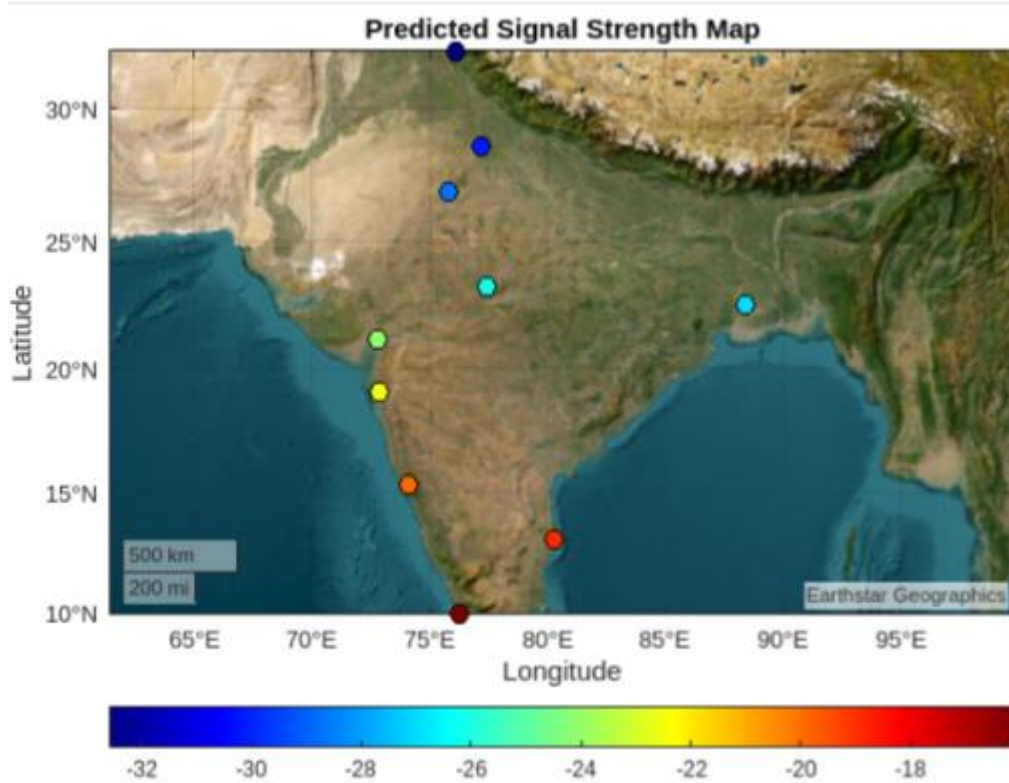 Predicted Signal Strength Map
30°N
25°N
20°N
15°N
10°N
Latitude
500 km
200 mi
Earthstar Geographics
65°E 70°E 75°E 80°E 85°E 90°E 95°E
Longitude
-32 -30 -28 -26 -24 -22 -20 -18